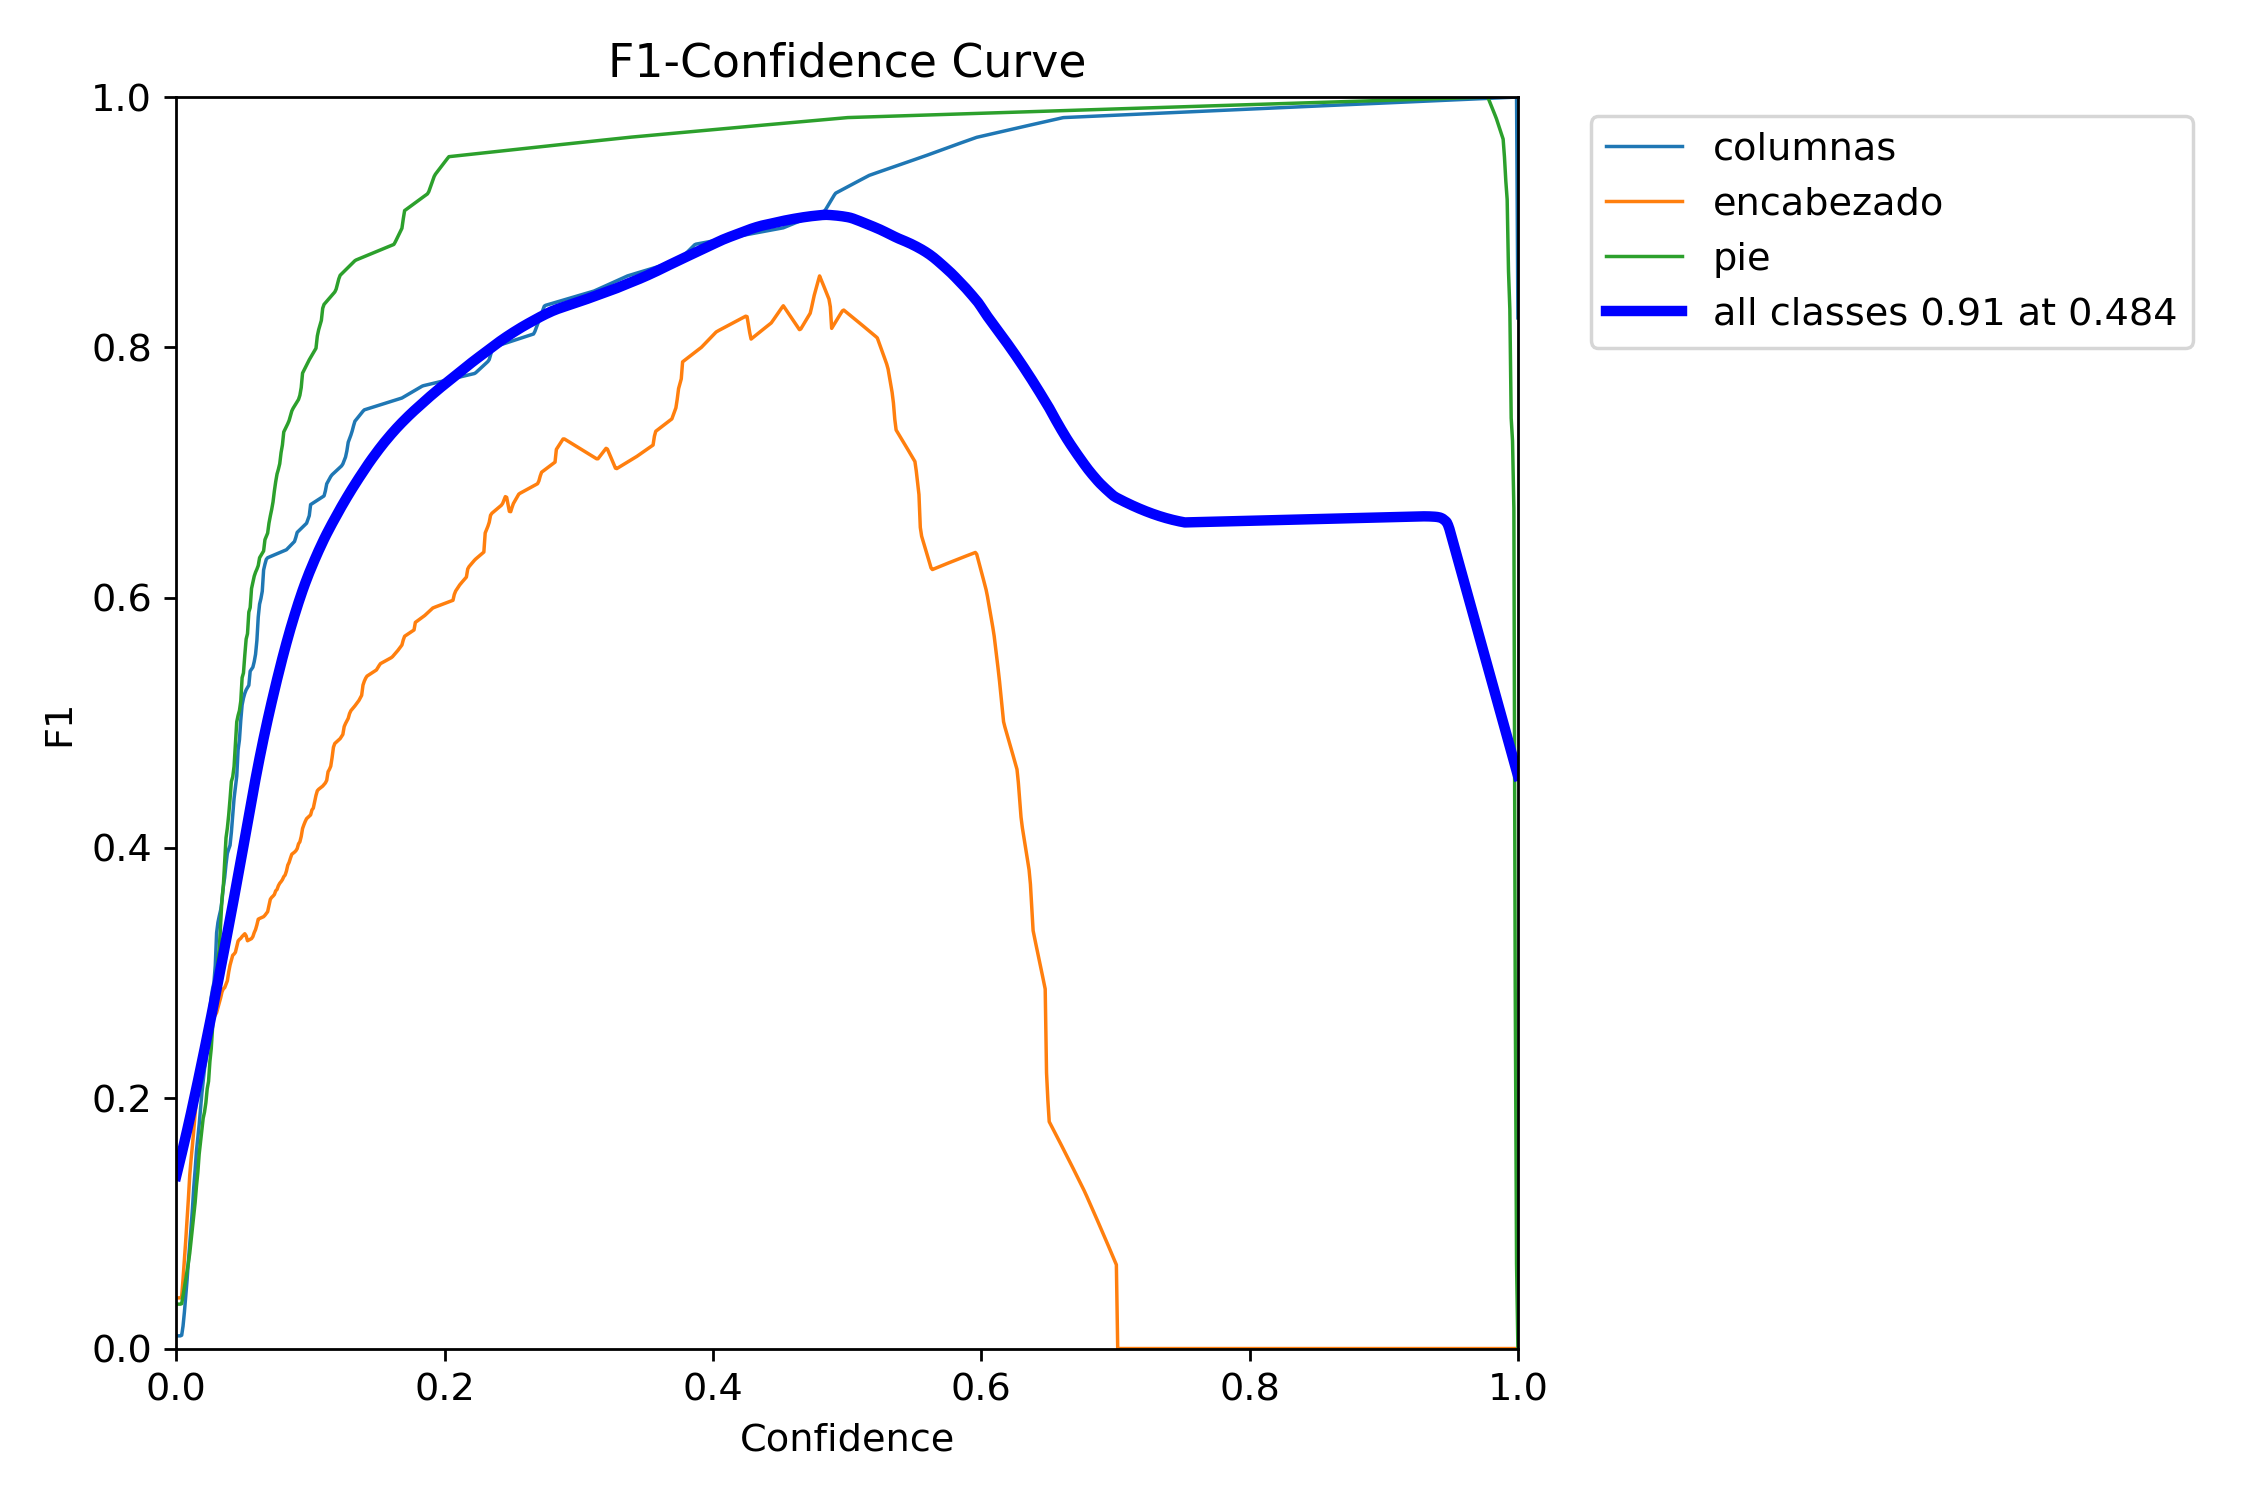 F1-Confidence Curve
1.0
0.8
0.6
0.4
0.2
0.0
F1
0.0 0.2 0.4 0.6 0.8 1.0
Confidence
columnas
encabezado
pie
all classes 0.91 at 0.484